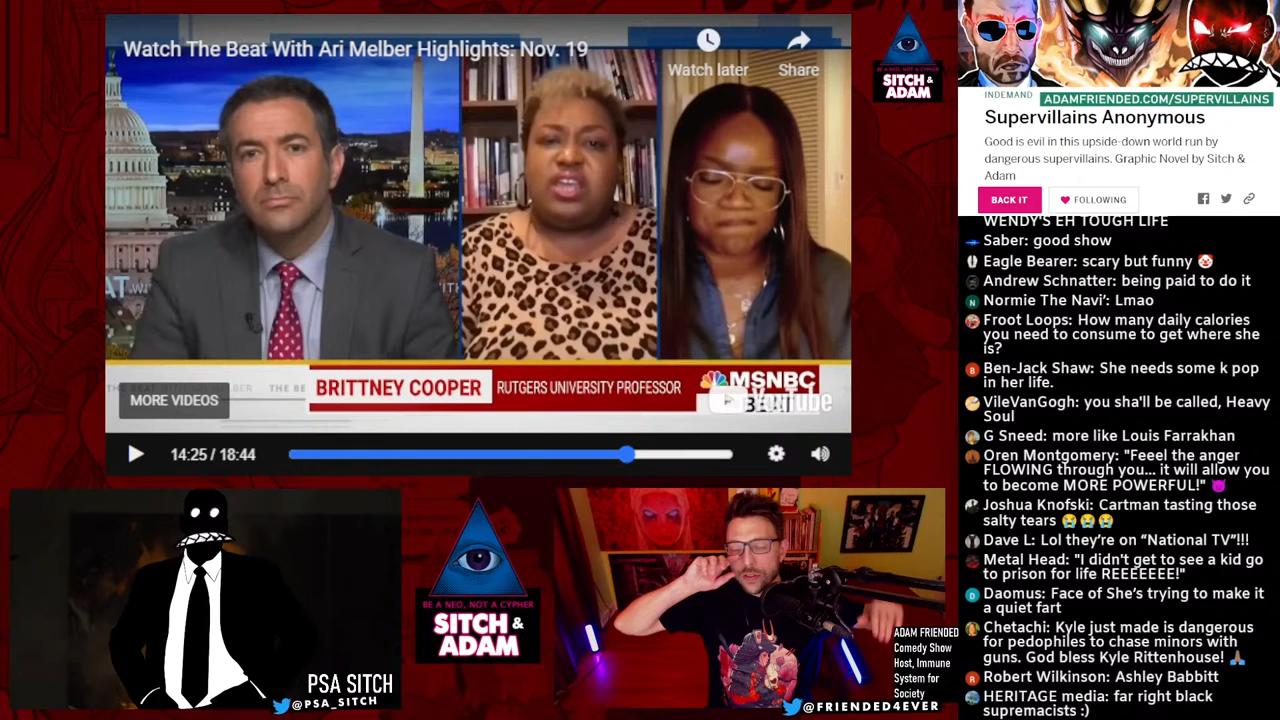 Watch The Beat With Ari Melber Highlights: Nov. 19
Watch later
Share
BRITTNEY COOPER
RUTGERS UNIVERSITY PROFESSOR
MSNBC
YouTube
MORE VIDEOS
14:25 / 18:44
BE A NEO, NOT A CYPHER
SITCH &
ADAM
INDEMAND
ADAMFRIENDED.COM/SUPERVILLAINS
Supervillains Anonymous
Good is evil in this upside-down world run by
dangerous supervillains. Graphic Novel by Sitch &
Adam
BACK IT
FOLLOWING
WENDY'S EH TOUGH LIFE
Saber: good show
Eagle Bearer: scary but funny 🤡
Andrew Schnatter: being paid to do it
N
Normie The Navi': Lmao
Froot Loops: How many daily calories
you need to consume to get where she
is?
B
Ben-Jack Shaw: She needs some k pop
in her life.
VileVanGogh: you sha'll be called, Heavy
Soul
G Sneed: more like Louis Farrakhan
Oren Montgomery: "Feeel the anger
FLOWING through you... it will allow you
to become MORE POWERFUL!" 😈
Joshua Knofski: Cartman tasting those
salty tears 😭😭😭
Dave L: Lol they're on “National TV”!!!
Metal Head: "I didn't get to see a kid go
to prison for life REEEEEEE!"
D
Daomus: Face of She's trying to make it
a quiet fart
Chetachi: Kyle just made is dangerous
for pedophiles to chase minors with
guns. God bless Kyle Rittenhouse! 🙏🏽
R
Robert Wilkinson: Ashley Babbitt
HERITAGE media: far right black
supremacists :)
PSA SITCH
@PSA_SITCH
BE A NEO, NOT A CYPHER
SITCH &
ADAM
ADAM FRIENDED
Comedy Show
Host, Immune
System for
Society
@FRIENDED4EVER